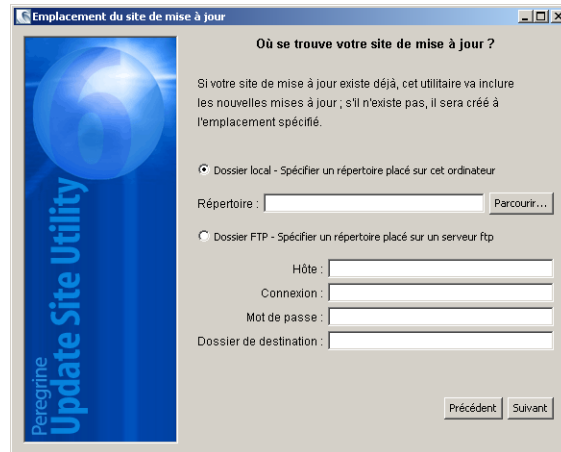 Emplacement du site de mise à jour
Où se trouve votre site de mise à jour ?
Si votre site de mise à jour existe déjà, cet utilitaire va inclure
les nouvelles mises à jour ; s'il n'existe pas, il sera créé à
l'emplacement spécifié.
Dossier local - Spécifier un répertoire placé sur cet ordinateur
Répertoire : Parcourir...
Dossier FTP - Spécifier un répertoire placé sur un serveur ftp
Hôte :
Connexion :
Mot de passe :
Dossier de destination :
Précédent Suivant
6
Peregrine
Update Site Utility